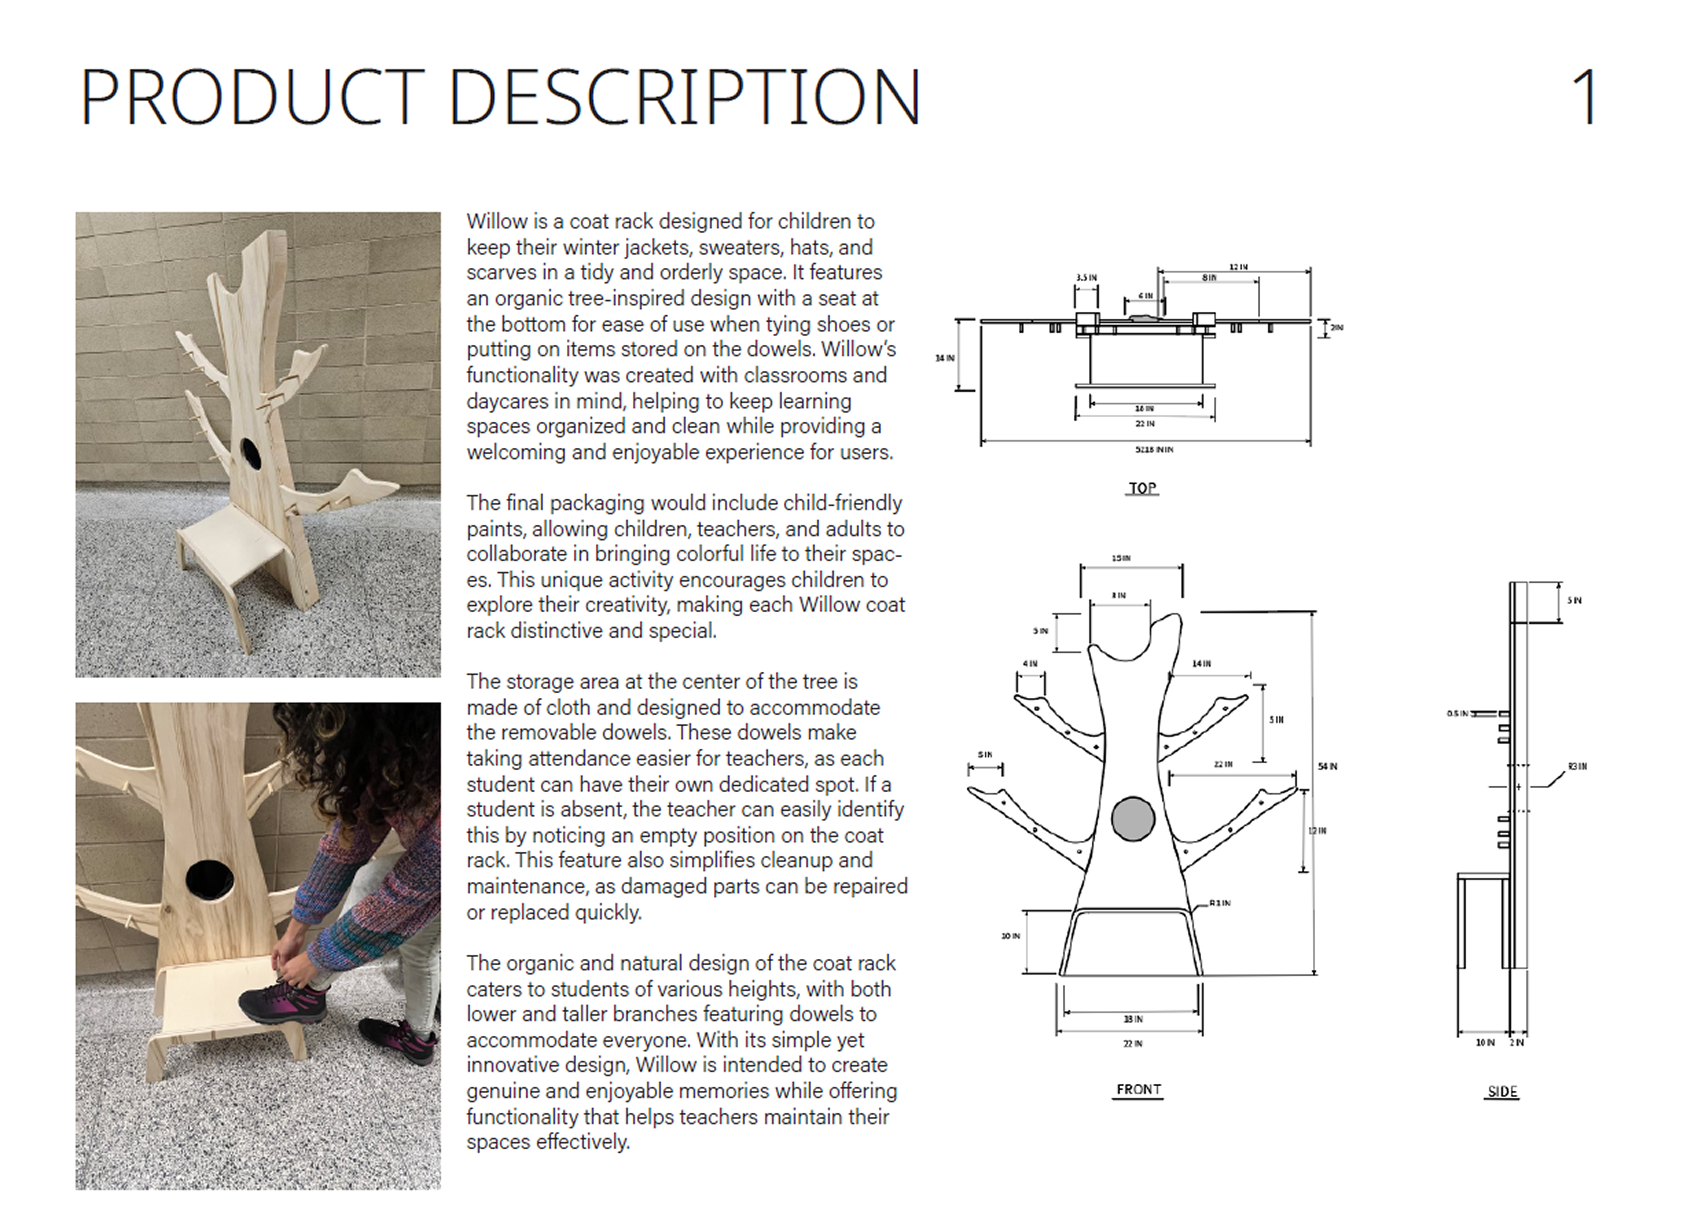 PRODUCT DESCRIPTION
1
Willow is a coat rack designed for children to
keep their winter jackets, sweaters, hats, and
scarves in a tidy and orderly space. It features
an organic tree-inspired design with a seat at
the bottom for ease of use when tying shoes or
putting on items stored on the dowels. Willow's
functionality was created with classrooms and
daycares in mind, helping to keep learning
spaces organized and clean while providing a
welcoming and enjoyable experience for users.
The final packaging would include child-friendly
paints, allowing children, teachers, and adults to
collaborate in bringing colorful life to their spac-
es. This unique activity encourages children to
explore their creativity, making each Willow coat
rack distinctive and special.
The storage area at the center of the tree is
made of cloth and designed to accommodate
the removable dowels. These dowels make
taking attendance easier for teachers, as each
student can have their own dedicated spot. If a
student is absent, the teacher can easily identify
this by noticing an empty position on the coat
rack. This feature also simplifies cleanup and
maintenance, as damaged parts can be repaired
or replaced quickly.
The organic and natural design of the coat rack
caters to students of various heights, with both
lower and taller branches featuring dowels to
accommodate everyone. With its simple yet
innovative design, Willow is intended to create
genuine and enjoyable memories while offering
functionality that helps teachers maintain their
spaces effectively.
12 IN
3.5 IN
8 IN
6 IN
2IN
14 IN
22 IN
TOP
15 IN
8 IN
5 IN
4 IN
14 IN
5 IN
5 IN
22 IN
54 IN
12 IN
R1 IN
10 IN
18 IN
22 IN
FRONT
5 IN
0.5 IN
R3 IN
10 IN
2 IN
SIDE